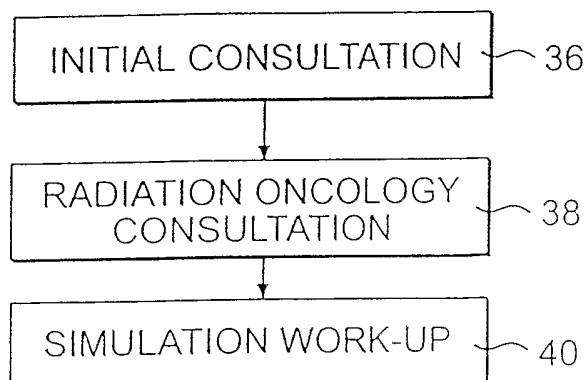 INITIAL CONSULTATION 36
RADIATION ONCOLOGY
CONSULTATION 38
SIMULATION WORK-UP 40